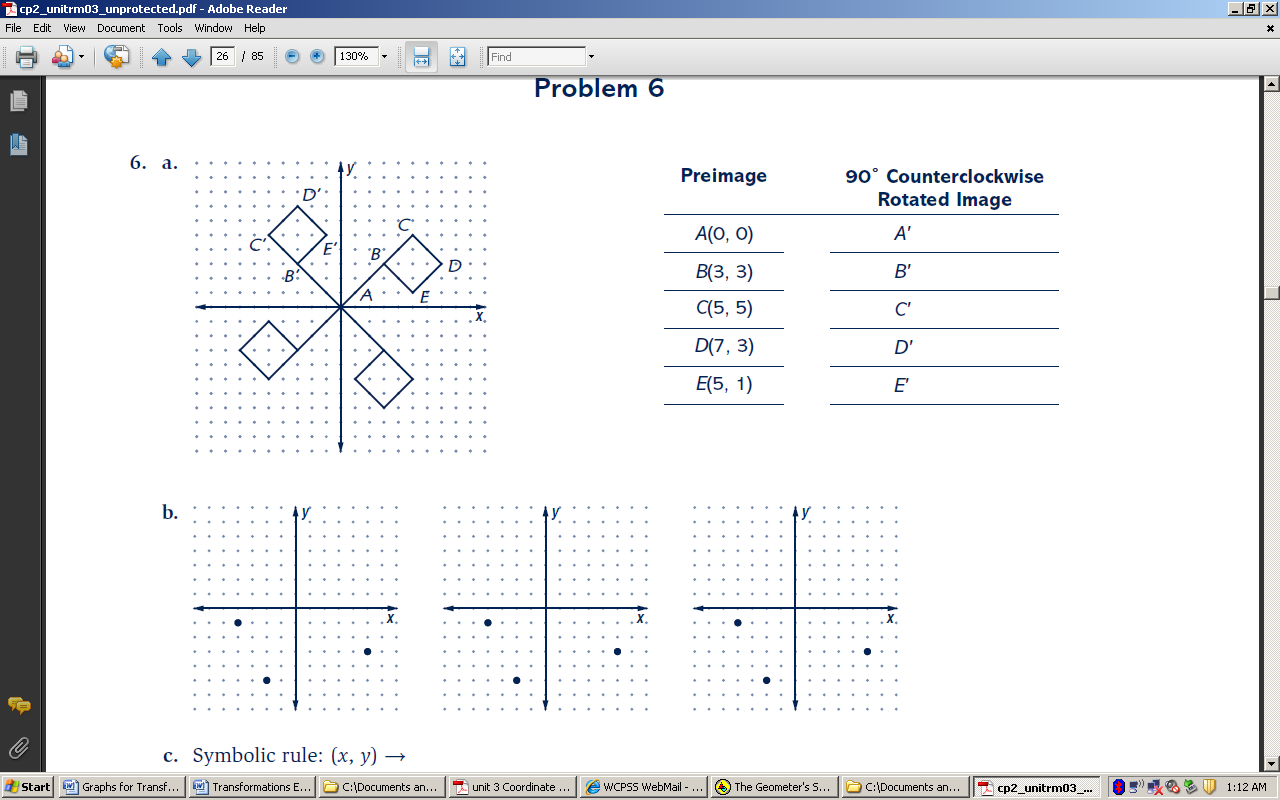 cp2_unitrm03_unprotected.pdf - Adobe Reader
File Edit View Document Tools Window Help
26 / 85 130% Find
Problem 6
6. a.
y
D'
C'
E'
B'
C
B
D
A
E
x
Preimage 90° Counterclockwise Rotated Image
A(0, 0) A'
B(3, 3) B'
C(5, 5) C'
D(7, 3) D'
E(5, 1) E'
b.
y y y
x x x
c. Symbolic rule: (x, y) →
Start Graphs for Transf... Transformations E... C:\Documents an... unit 3 Coordinate ... WCPSS WebMail - ... The Geometer's S... C:\Documents an... cp2_unitrm03_... 1:12 AM